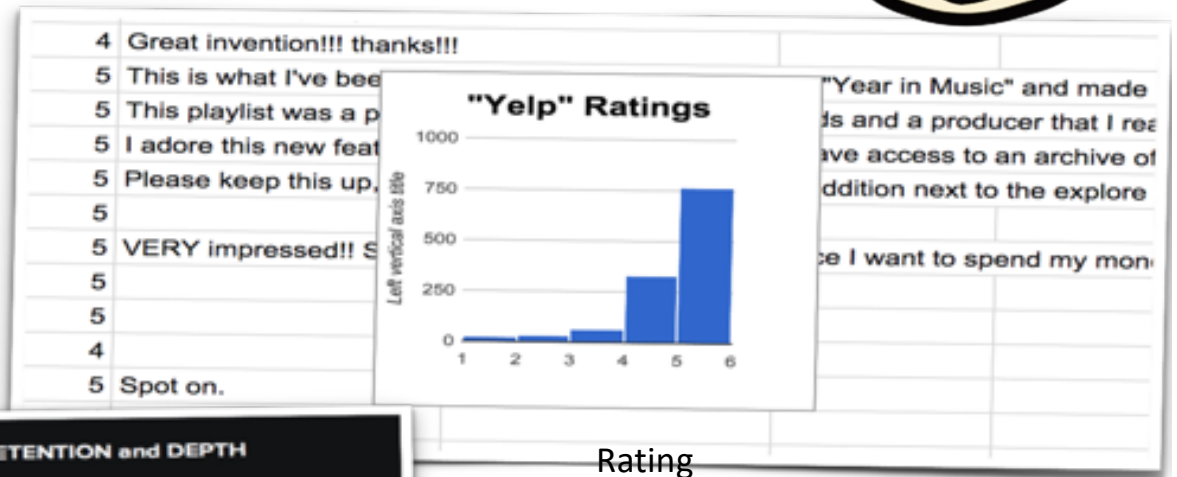 4 Great invention!!! thanks!!!
5 This is what I've bee "Year in Music" and made
5 This playlist was a p ds and a producer that I rea
5 I adore this new feat ave access to an archive of
5 Please keep this up, ddition next to the explore
5
5 VERY impressed!! S ce I want to spend my mon
5
5
4
5 Spot on.
"Yelp" Ratings
1000
750
500
250
0
Left vertical axis title
1 2 3 4 5 6
ETENTION and DEPTH
Rating